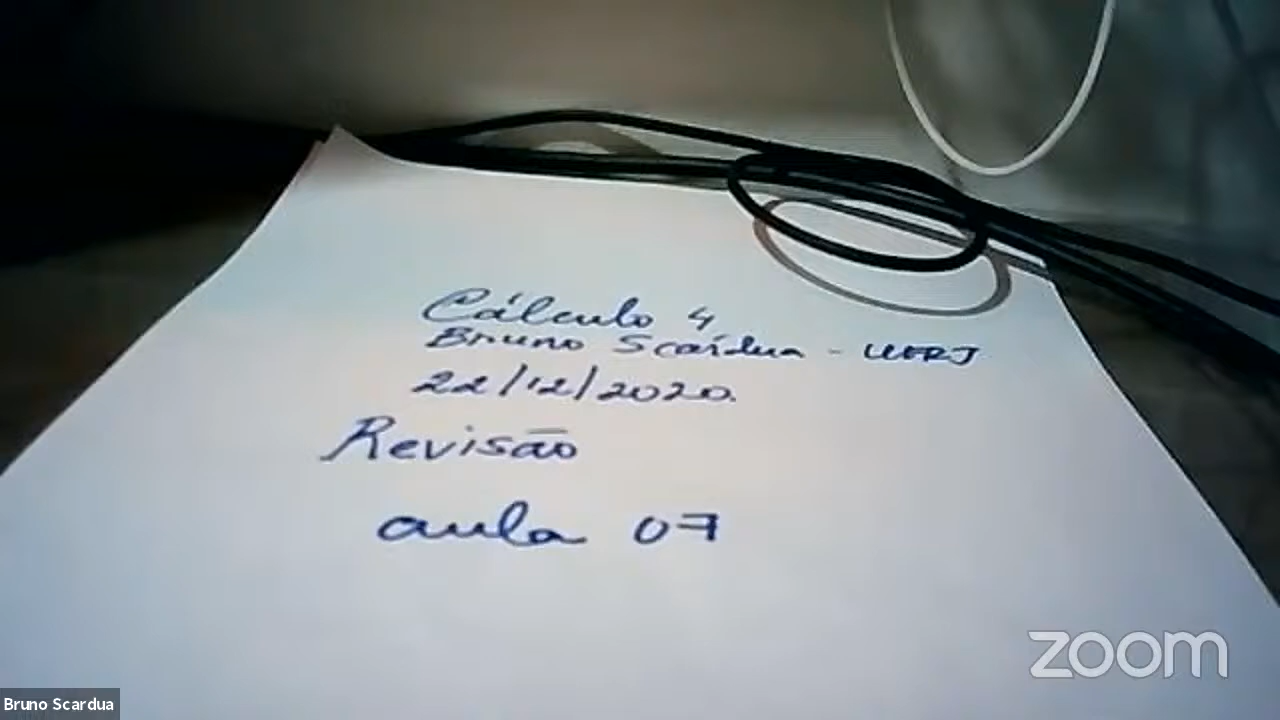 Cálculo 4
Bruno Scárdua - UFRJ
22/12/2020.
Revisão
aula 07
zoom
Bruno Scardua